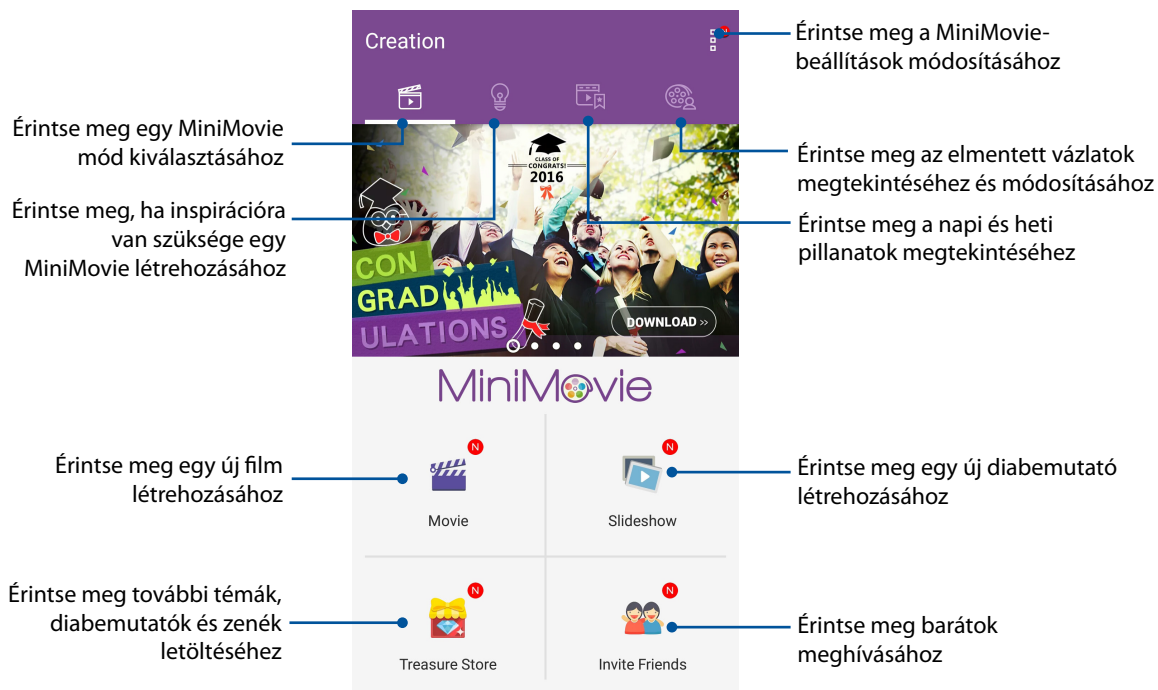 Creation
N
Érintse meg a MiniMovie-
beállítások módosításához
Érintse meg egy MiniMovie
mód kiválasztásához
Érintse meg az elmentett vázlatok
megtekintéséhez és módosításához
Érintse meg, ha inspirációra
van szüksége egy
MiniMovie létrehozásához
Érintse meg a napi és heti
pillanatok megtekintéséhez
CLASS OF
CONGRATS!
2016
CON
GRAD
ULATIONS
DOWNLOAD >>
MiniMovie
N
N
Érintse meg egy új film
létrehozásához
Érintse meg egy új diabemutató
létrehozásához
Movie
Slideshow
N
N
Érintse meg további témák,
diabemutatók és zenék
letöltéséhez
Érintse meg barátok
meghívásához
Treasure Store
Invite Friends